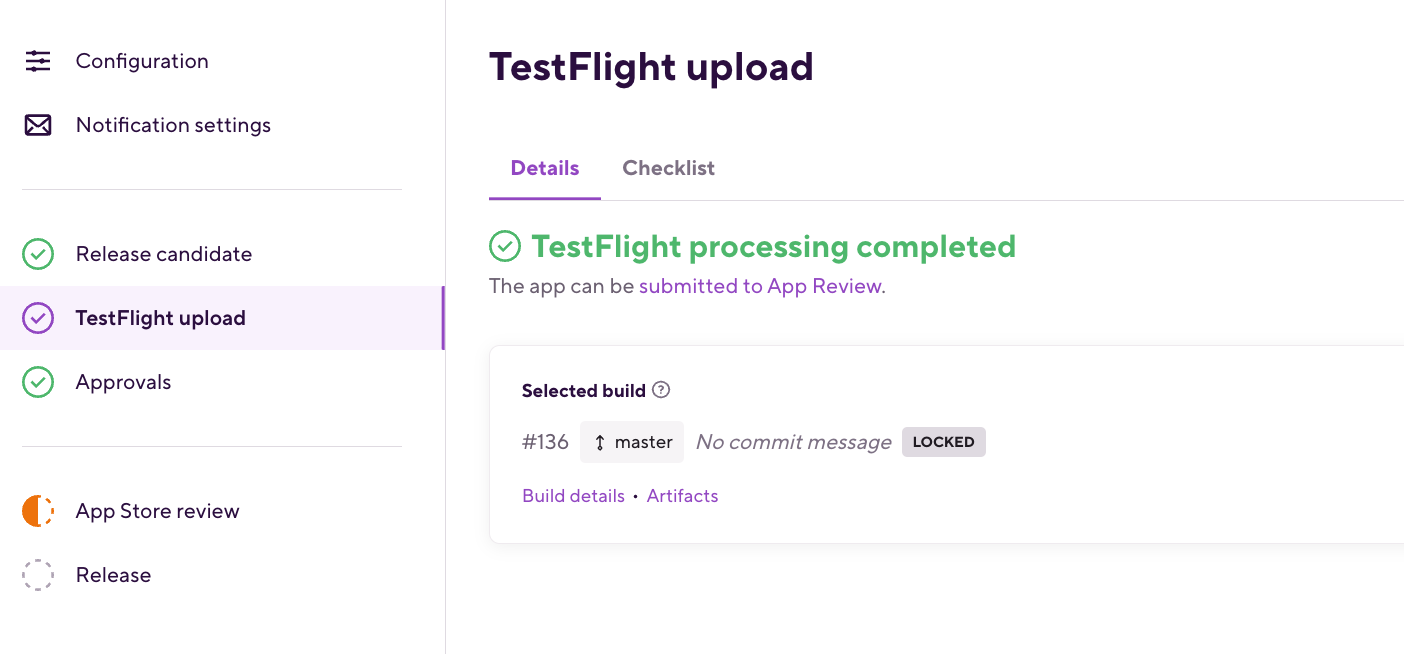 Configuration
Notification settings
Release candidate
TestFlight upload
Approvals
App Store review
Release
TestFlight upload
Details Checklist
TestFlight processing completed
The app can be submitted to App Review.
Selected build ?
#136 master No commit message LOCKED
Build details • Artifacts